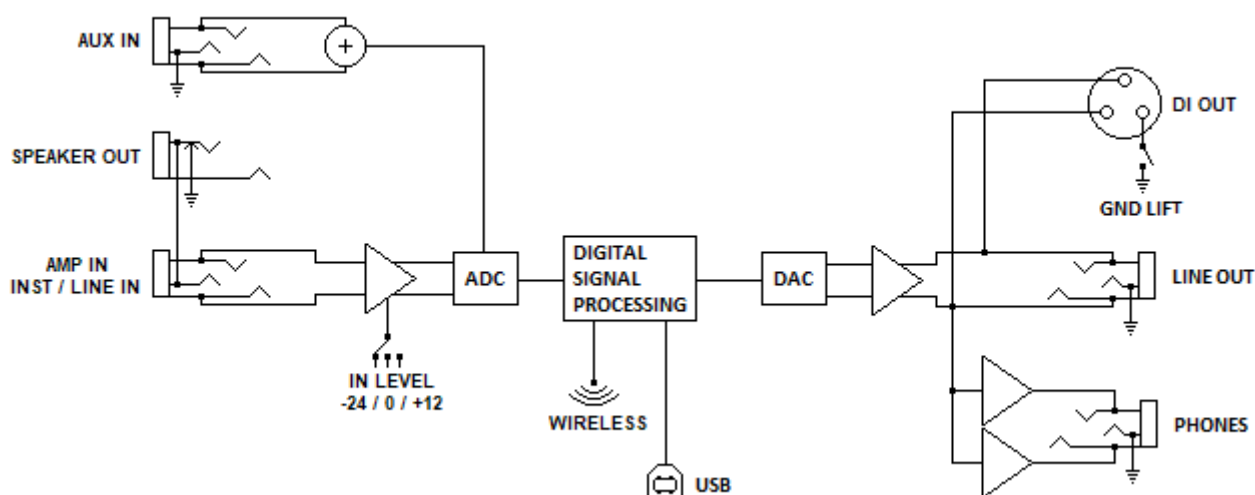 AUX IN
DI OUT
SPEAKER OUT
GND LIFT
AMP IN
INST / LINE IN
ADC
DIGITAL
SIGNAL
PROCESSING
DAC
LINE OUT
IN LEVEL
-24 / 0 / +12
WIRELESS
PHONES
USB